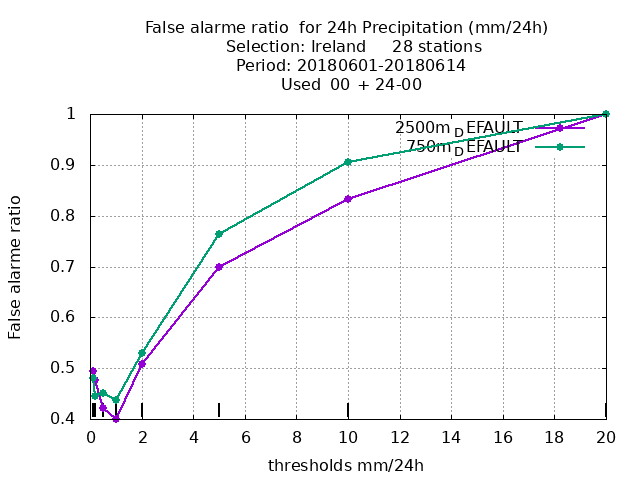 False alarme ratio  for 24h Precipitation (mm/24h)
Selection: Ireland     28 stations
Period: 20180601-20180614
Used  00 + 24-00
1
0.9
0.8
0.7
0.6
0.5
0.4
False alarme ratio
2500m_DEFAULT
750m_DEFAULT
0 2 4 6 8 10 12 14 16 18 20
thresholds mm/24h